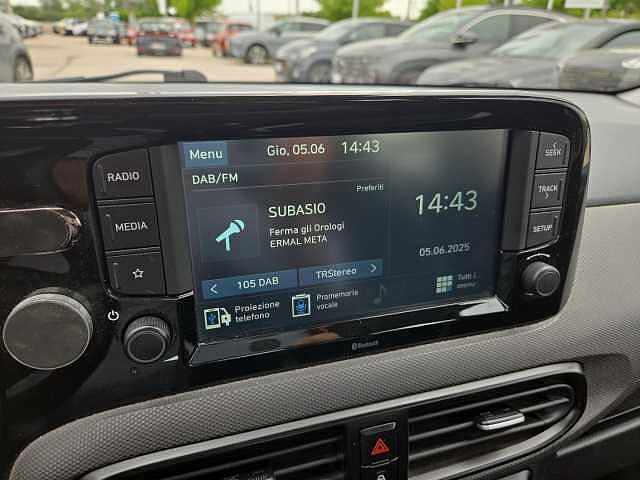 Menu Gio, 05.06 14:43
DAB/FM
Preferiti
SUBASIO
Ferma gli Orologi
ERMAL META
< 105 DAB TRStereo >
14:43
05.06.2025
Proiezione
telefono
Promemoria
vocale
Tutti i
menu
RADIO
MEDIA
SEEK
TRACK
SETUP
Bluetooth